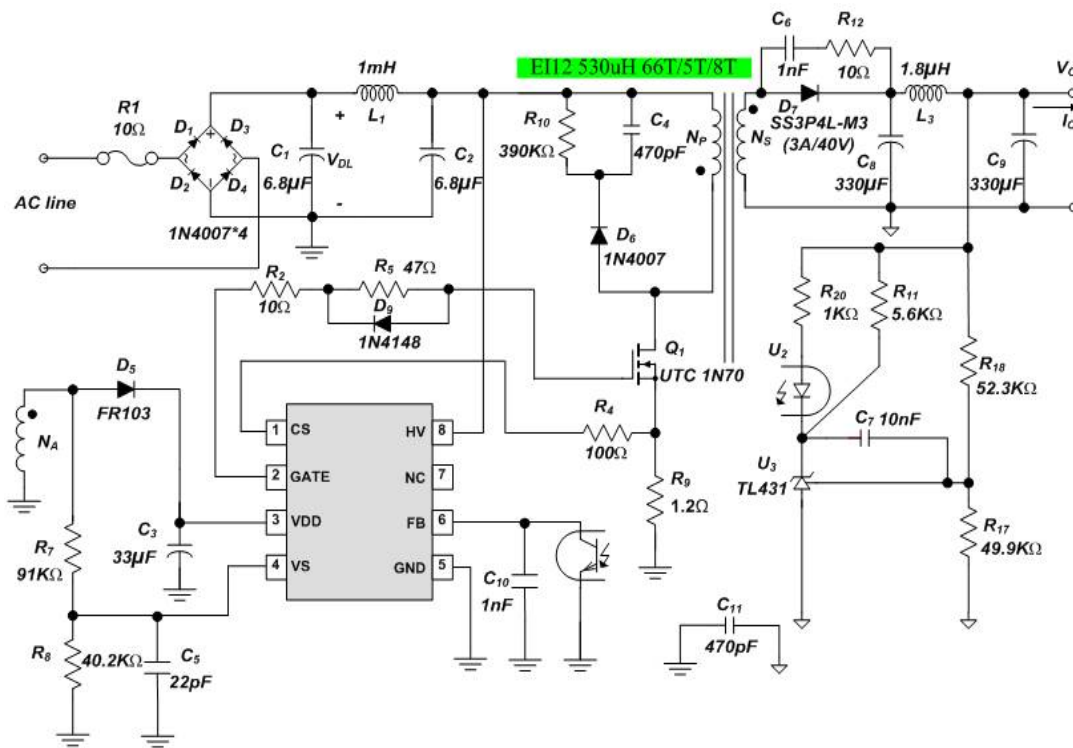 EI12 530uH 66T/5T/8T
C6
1nF
R12
10Ω
1mH
L1
1.8µH
L3
VO
IO
R1
10Ω
D1
D3
D2
D4
1N4007*4
AC line
+
VDL
-
C1
6.8µF
C2
6.8µF
R10
390KΩ
C4
470pF
NP
NS
D7
SS3P4L-M3
(3A/40V)
C8
330µF
C9
330µF
D6
1N4007
R2
10Ω
R5 47Ω
D9
1N4148
Q1
UTC 1N70
R20
1KΩ
R11
5.6KΩ
U2
R18
52.3KΩ
C7 10nF
U3
TL431
R17
49.9KΩ
D5
FR103
NA
R4
100Ω
R9
1.2Ω
1 CS
HV 8
2 GATE
NC 7
3 VDD
FB 6
4 VS
GND 5
C3
33µF
R7
91KΩ
C10
1nF
C11
470pF
R8
40.2KΩ
C5
22pF